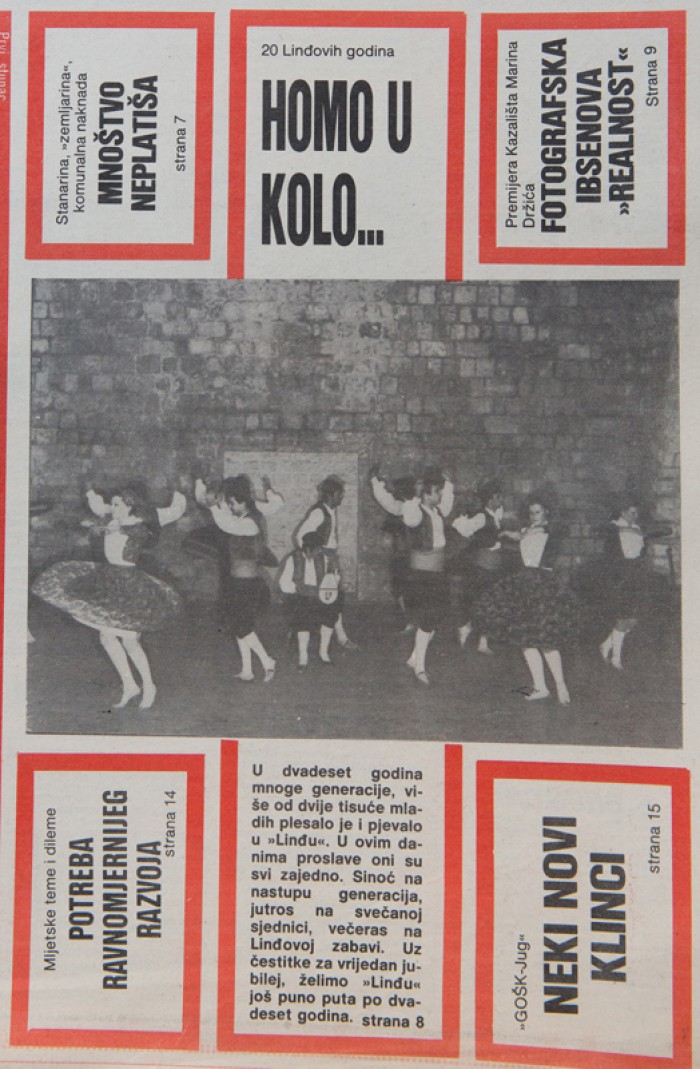 Stanarina, »zemljarina«,
komunalna naknada
MNOŠTVO
NEPLATIŠA
strana 7
20 Linđovih godina
HOMO U
KOLO...
Premijera Kazališta Marina
Držića
FOTOGRAFSKA
IBSENOVA
»REALNOST«
Strana 9
Mljetske teme i dileme
POTREBA
RAVNOMJERNIJEG
RAZVOJA
strana 14
U dvadeset godina
mnoge generacije, vi-
še od dvije tisuće mla-
dih plesalo je i pjevalo
u »Linđu«. U ovim da-
nima proslave oni su
svi zajedno. Sinoć na
nastupu generacija,
jutros na svečanoj
sjednici, večeras na
Linđovoj zabavi. Uz
čestitke za vrijedan ju-
bilej, želimo »Linđu«
još puno puta po dva-
deset godina. strana 8
»GOŠK-Jug«
NEKI NOVI
KLINCI
strana 15